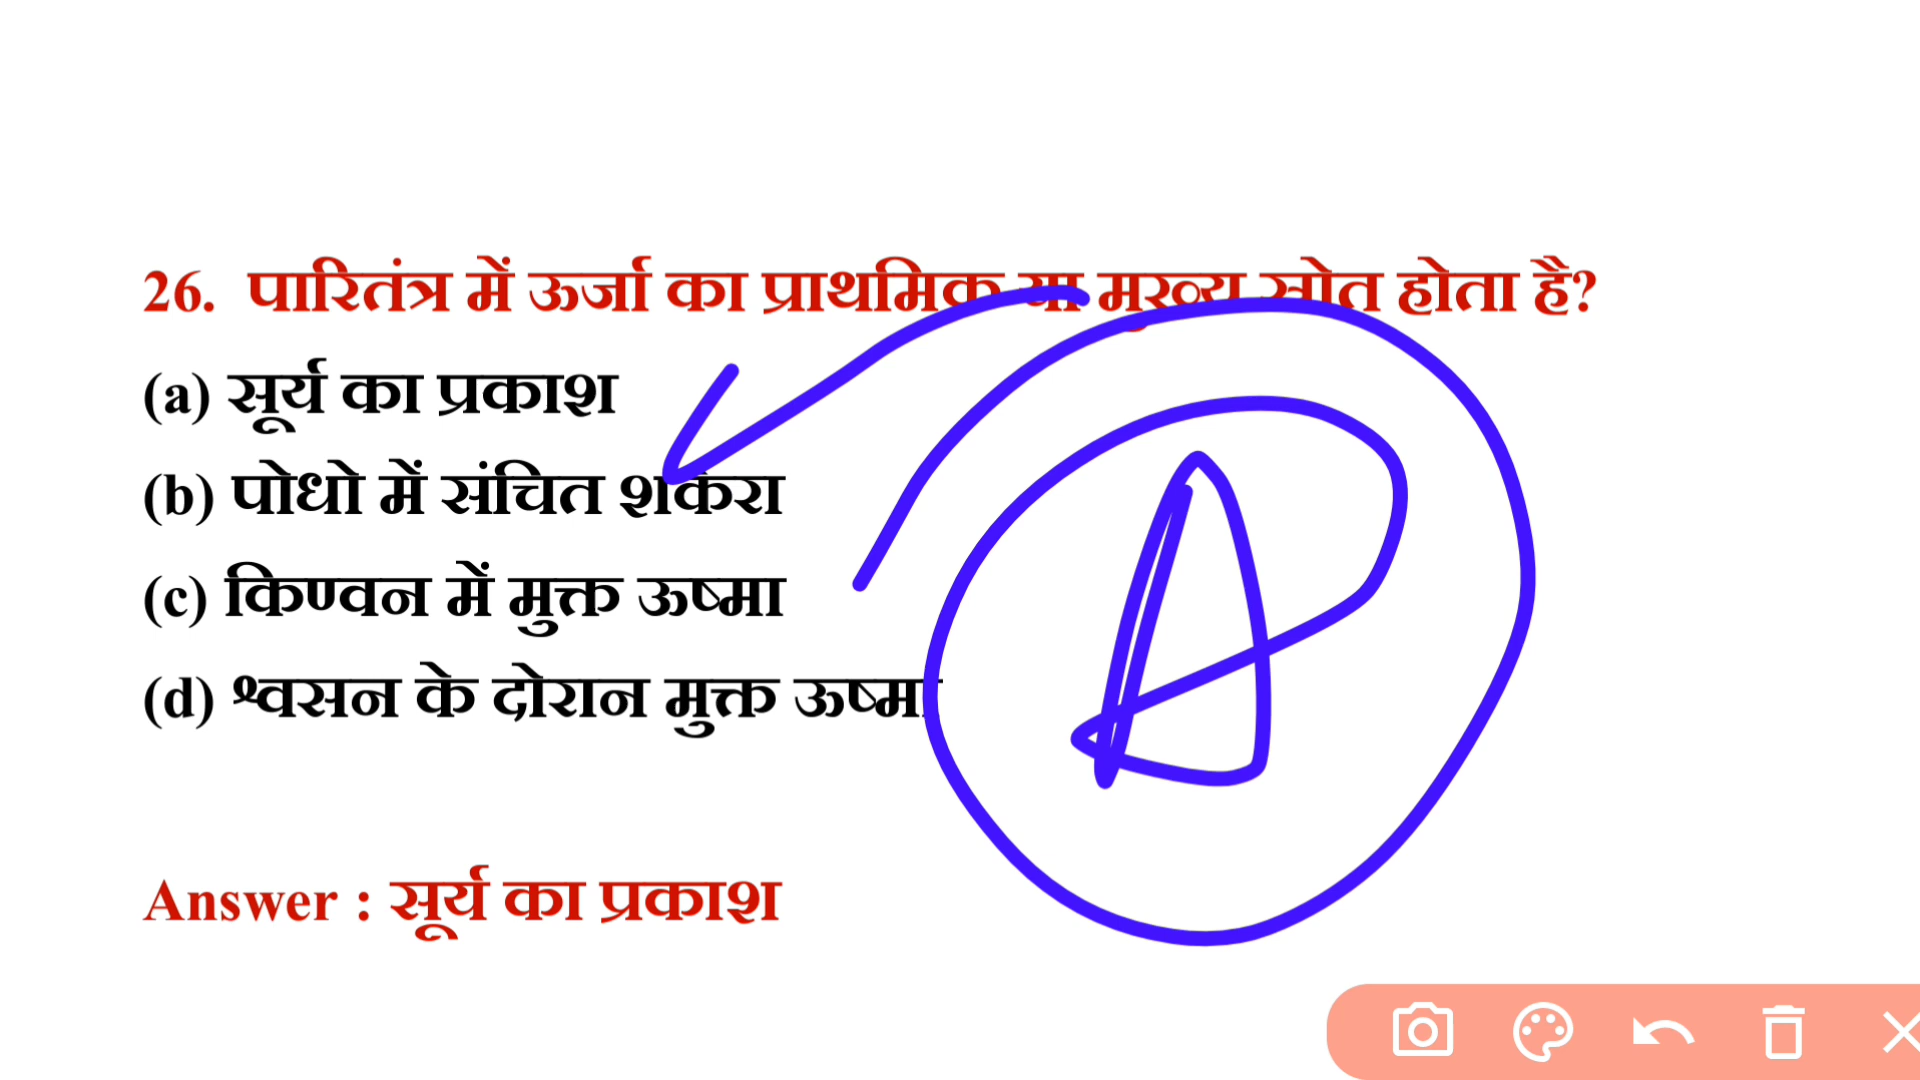 26. पारितंत्र में ऊर्जा का प्राथमिक या मुख्य स्रोत होता है?
(a) सूर्य का प्रकाश
(b) पोधो में संचित शर्करा
(c) किण्वन में मुक्त ऊष्मा
(d) श्वसन के दोरान मुक्त ऊष्मा
A
Answer : सूर्य का प्रकाश